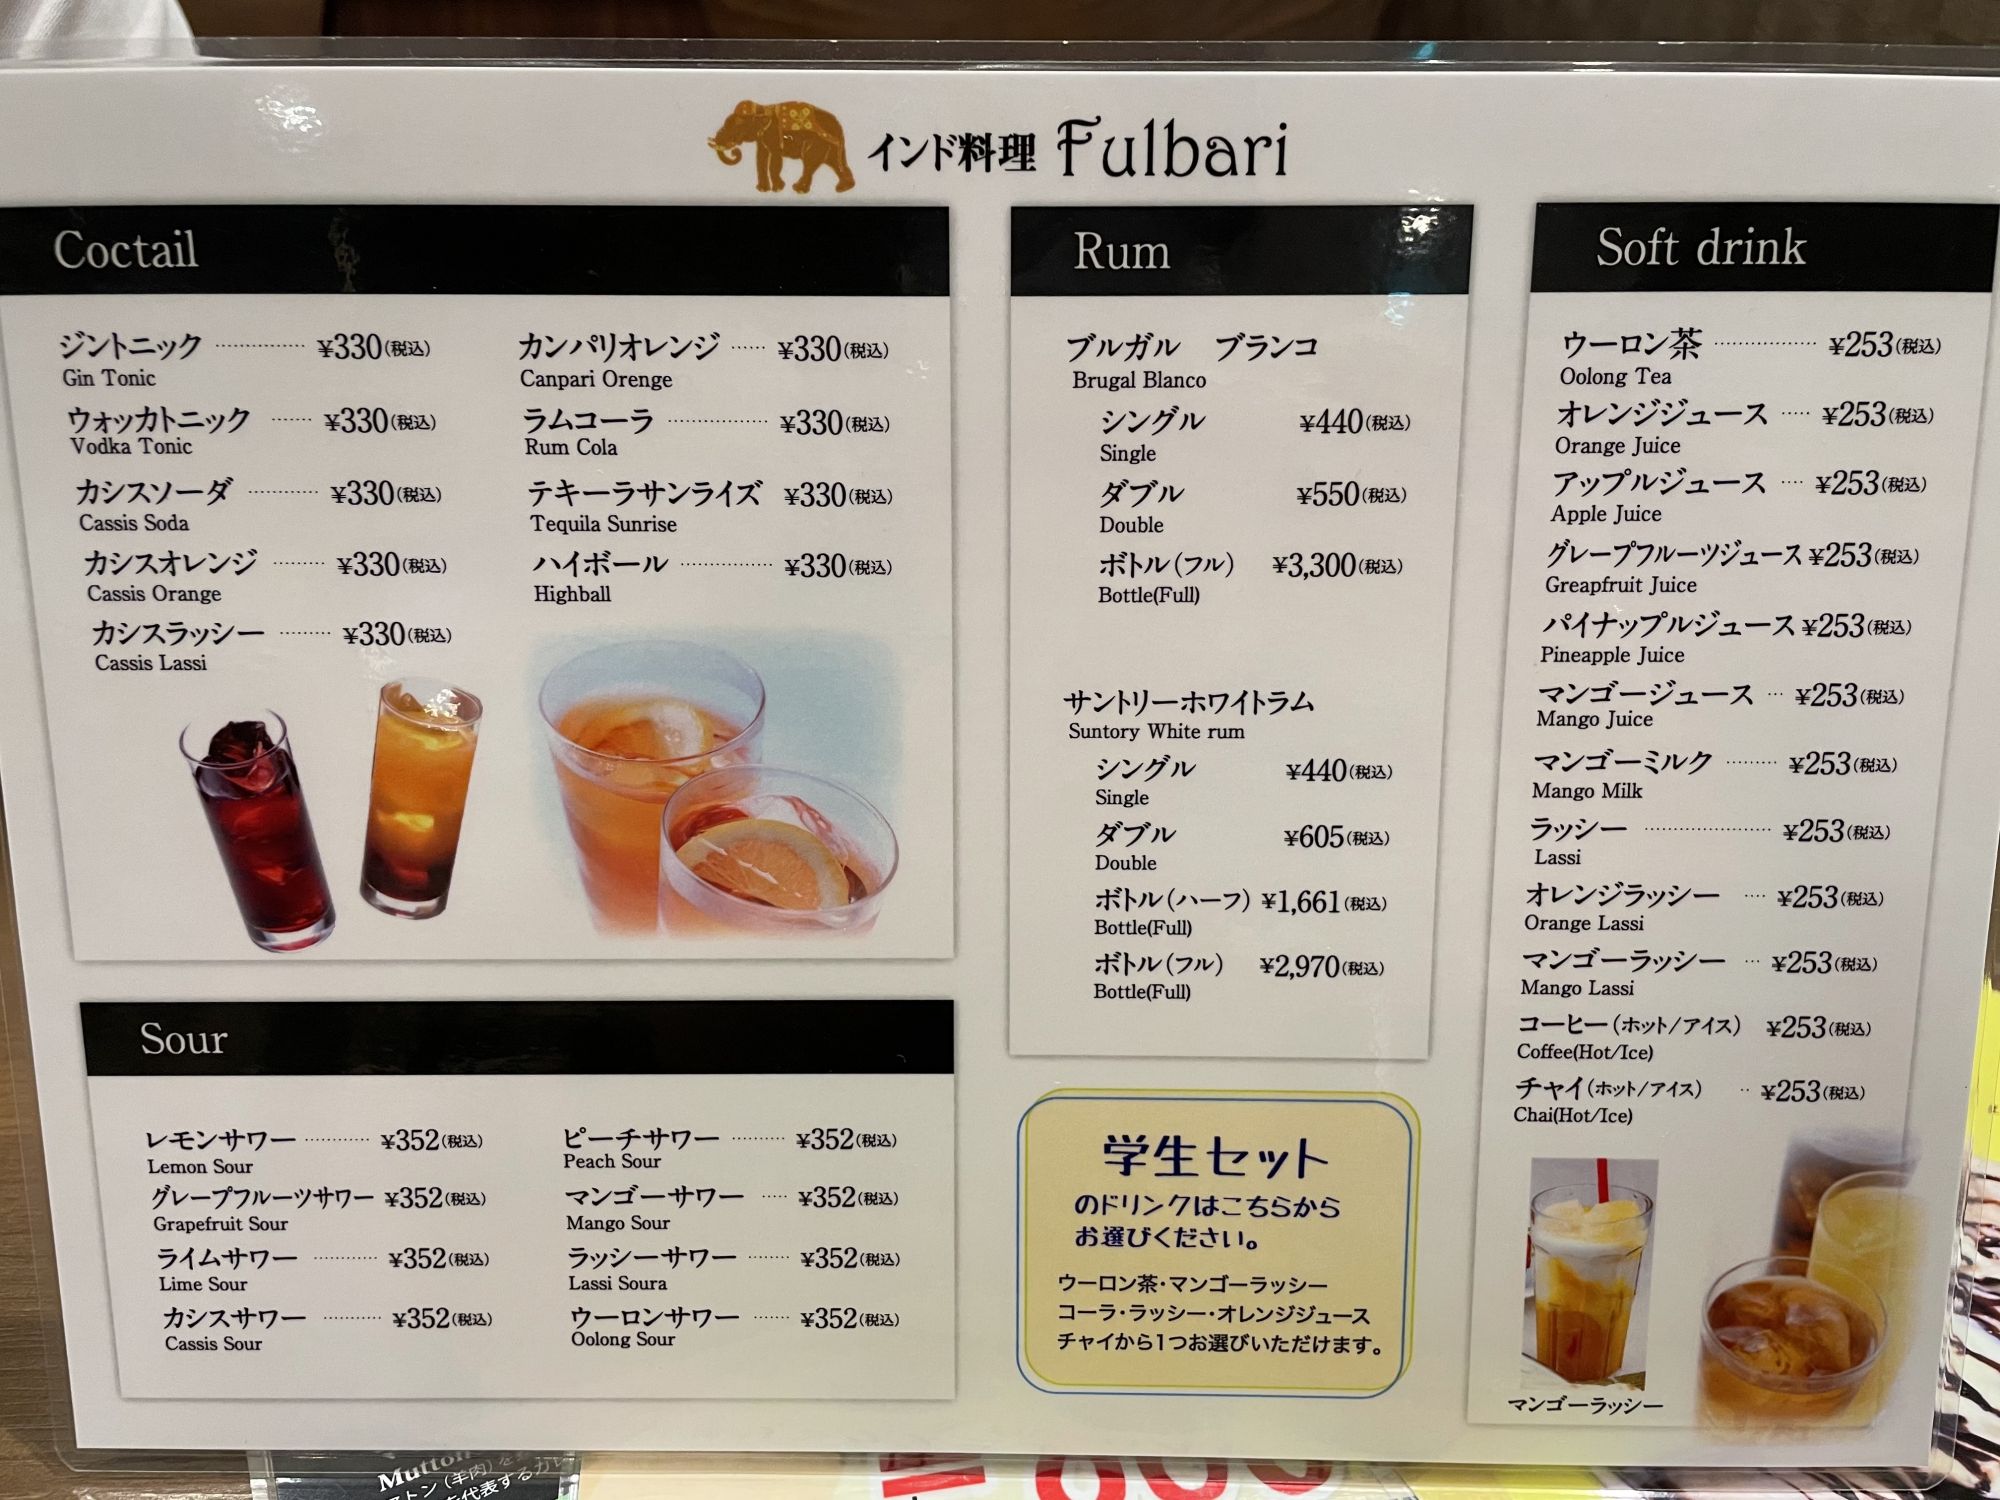 インド料理 Fulbari
Coctail
ジントニック ¥330(税込)
Gin Tonic
ウォッカトニック ¥330(税込)
Vodka Tonic
カシスソーダ ¥330(税込)
Cassis Soda
カシスオレンジ ¥330(税込)
Cassis Orange
カシスラッシー ¥330(税込)
Cassis Lassi
カンパリオレンジ ¥330(税込)
Canpari Orenge
ラムコーラ ¥330(税込)
Rum Cola
テキーラサンライズ ¥330(税込)
Tequila Sunrise
ハイボール ¥330(税込)
Highball
Sour
レモンサワー ¥352(税込)
Lemon Sour
グレープフルーツサワー ¥352(税込)
Grapefruit Sour
ライムサワー ¥352(税込)
Lime Sour
カシスサワー ¥352(税込)
Cassis Sour
ピーチサワー ¥352(税込)
Peach Sour
マンゴーサワー ¥352(税込)
Mango Sour
ラッシーサワー ¥352(税込)
Lassi Soura
ウーロンサワー ¥352(税込)
Oolong Sour
Rum
ブルガル ブランコ
Brugal Blanco
シングル ¥440(税込)
Single
ダブル ¥550(税込)
Double
ボトル(フル) ¥3,300(税込)
Bottle(Full)
サントリーホワイトラム
Suntory White rum
シングル ¥440(税込)
Single
ダブル ¥605(税込)
Double
ボトル(ハーフ) ¥1,661(税込)
Bottle(Full)
ボトル(フル) ¥2,970(税込)
Bottle(Full)
学生セット
のドリンクはこちらから
お選びください。
ウーロン茶・マンゴーラッシー
コーラ・ラッシー・オレンジジュース
チャイから1つお選びいただけます。
Soft drink
ウーロン茶 ¥253(税込)
Oolong Tea
オレンジジュース ¥253(税込)
Orange Juice
アップルジュース ¥253(税込)
Apple Juice
グレープフルーツジュース ¥253(税込)
Greapfruit Juice
パイナップルジュース ¥253(税込)
Pineapple Juice
マンゴージュース ¥253(税込)
Mango Juice
マンゴーミルク ¥253(税込)
Mango Milk
ラッシー ¥253(税込)
Lassi
オレンジラッシー ¥253(税込)
Orange Lassi
マンゴーラッシー ¥253(税込)
Mango Lassi
コーヒー(ホット/アイス) ¥253(税込)
Coffee(Hot/Ice)
チャイ(ホット/アイス) ¥253(税込)
Chai(Hot/Ice)
マンゴーラッシー
Mutton
トン(羊肉)を
代表する